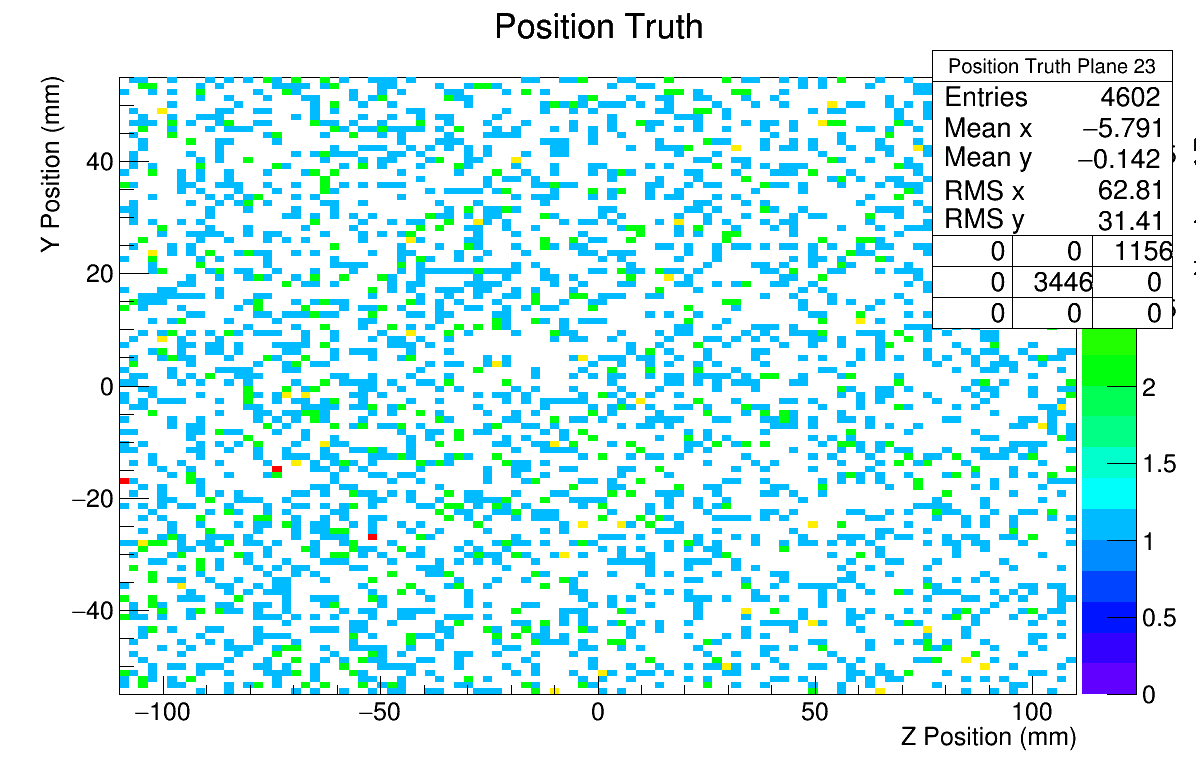 Position Truth
Y Position (mm)
Position Truth Plane 23
Entries 4602
Mean x −5.791
Mean y −0.142
RMS x 62.81
RMS y 31.41
0 0 1156
0 3446 0
0 0 0
40
20
0
−20
−40
2
1.5
1
0.5
0
−100 −50 0 50 100
Z Position (mm)